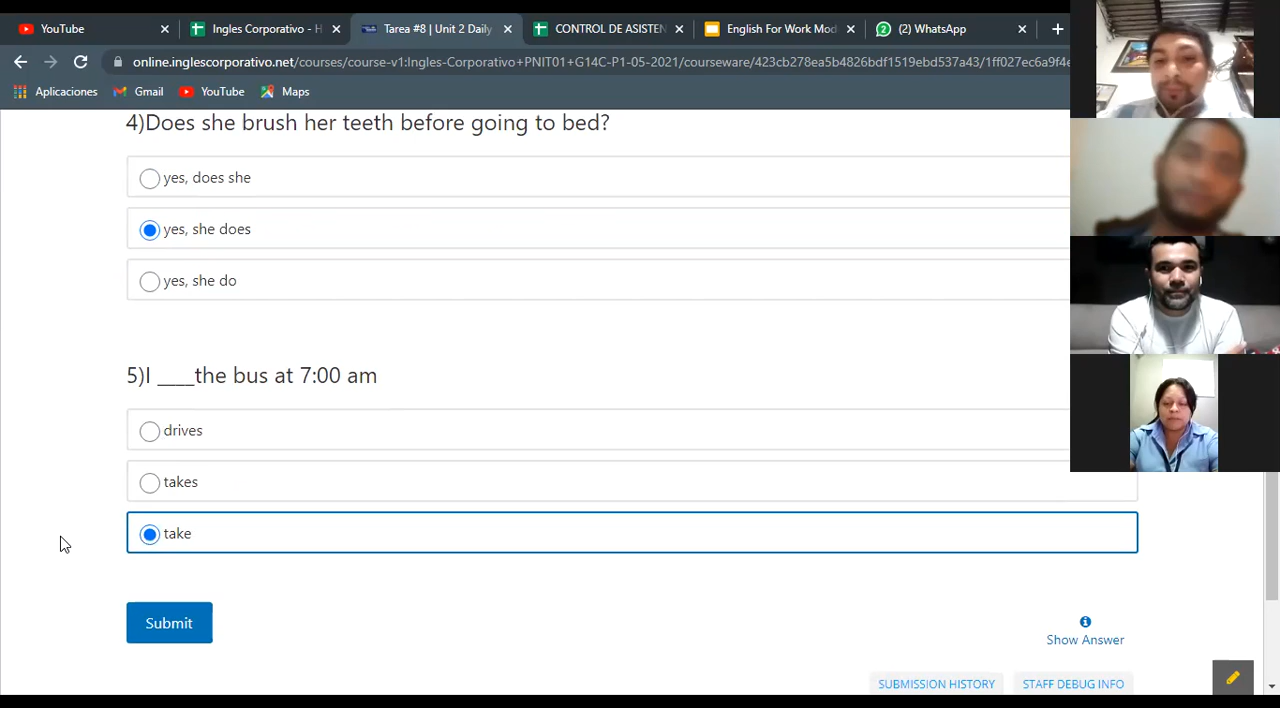 YouTube
Ingles Corporativo - H
Tarea #8 | Unit 2 Daily
CONTROL DE ASISTEN
English For Work Mod
(2) WhatsApp
online.inglescorporativo.net/courses/course-v1:Ingles-Corporativo+PNIT01+G14C-P1-05-2021/courseware/423cb278ea5b4826bdf1519ebd537a43/1ff027ec6a9f4e
Aplicaciones
Gmail
YouTube
Maps
4)Does she brush her teeth before going to bed?
yes, does she
yes, she does
yes, she do
5)I ____the bus at 7:00 am
drives
takes
take
Submit
Show Answer
SUBMISSION HISTORY
STAFF DEBUG INFO